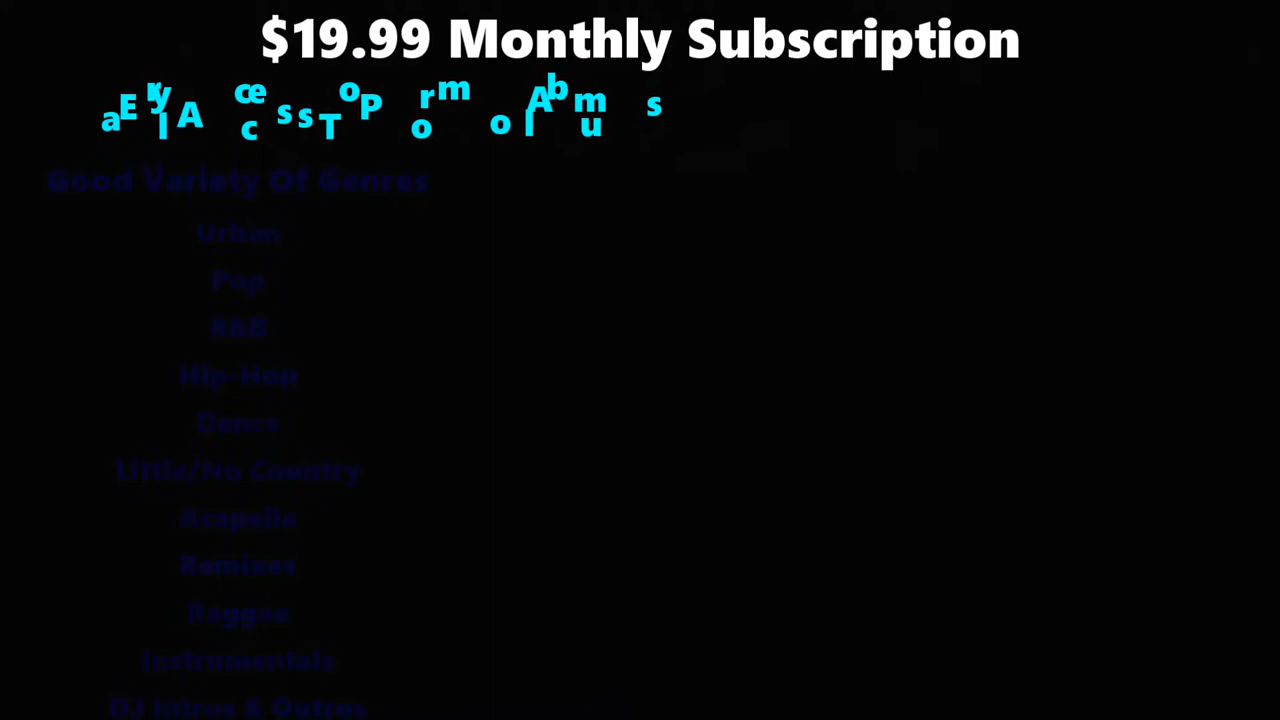 $19.99 Monthly Subscription
Early Access To Promo Albums
Good Variety Of Genres
Urban
Pop
R&B
Hip-Hop
Dance
Little/No Country
Acapella
Remixes
Raggae
Instrumentals
DJ Intros & Outros